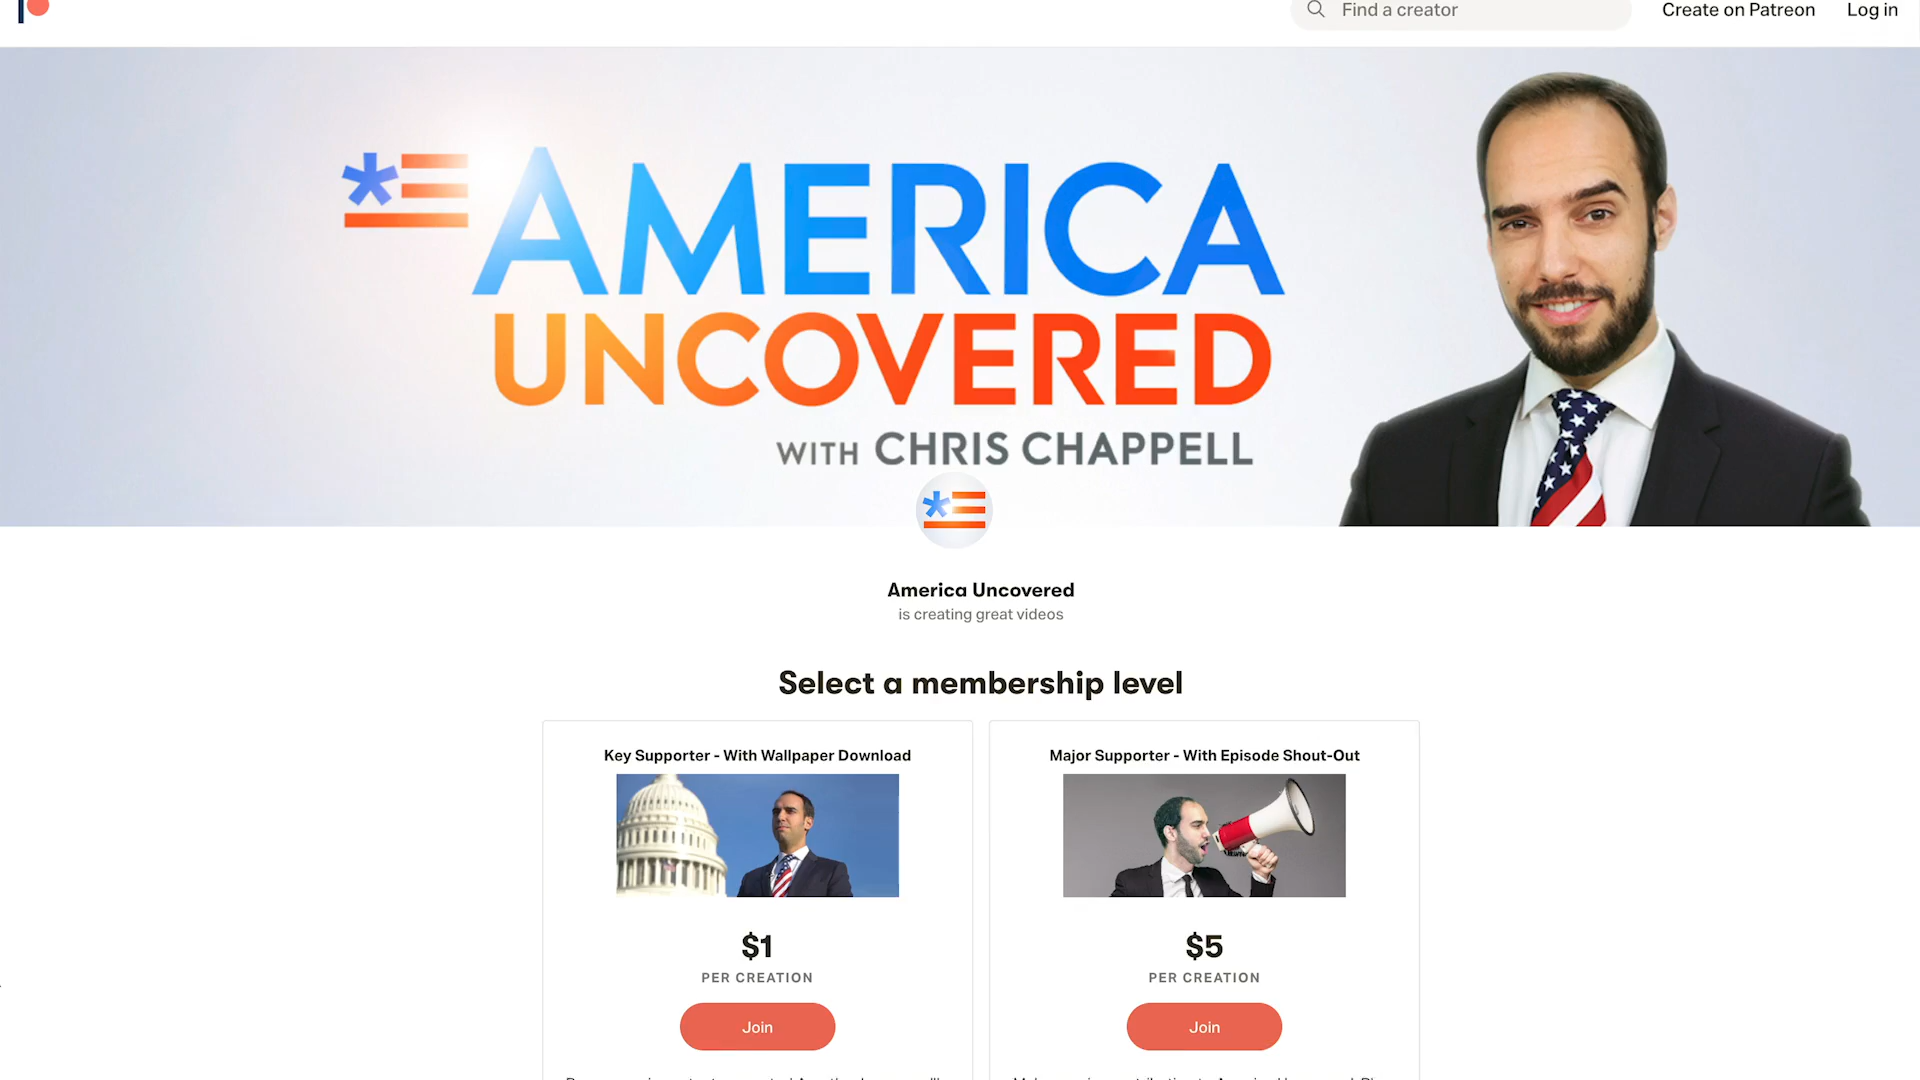 Find a creator
Create on Patreon
Log in
AMERICA
UNCOVERED
WITH CHRIS CHAPPELL
America Uncovered
is creating great videos
Select a membership level
Key Supporter - With Wallpaper Download
$1
PER CREATION
Join
Major Supporter - With Episode Shout-Out
$5
PER CREATION
Join